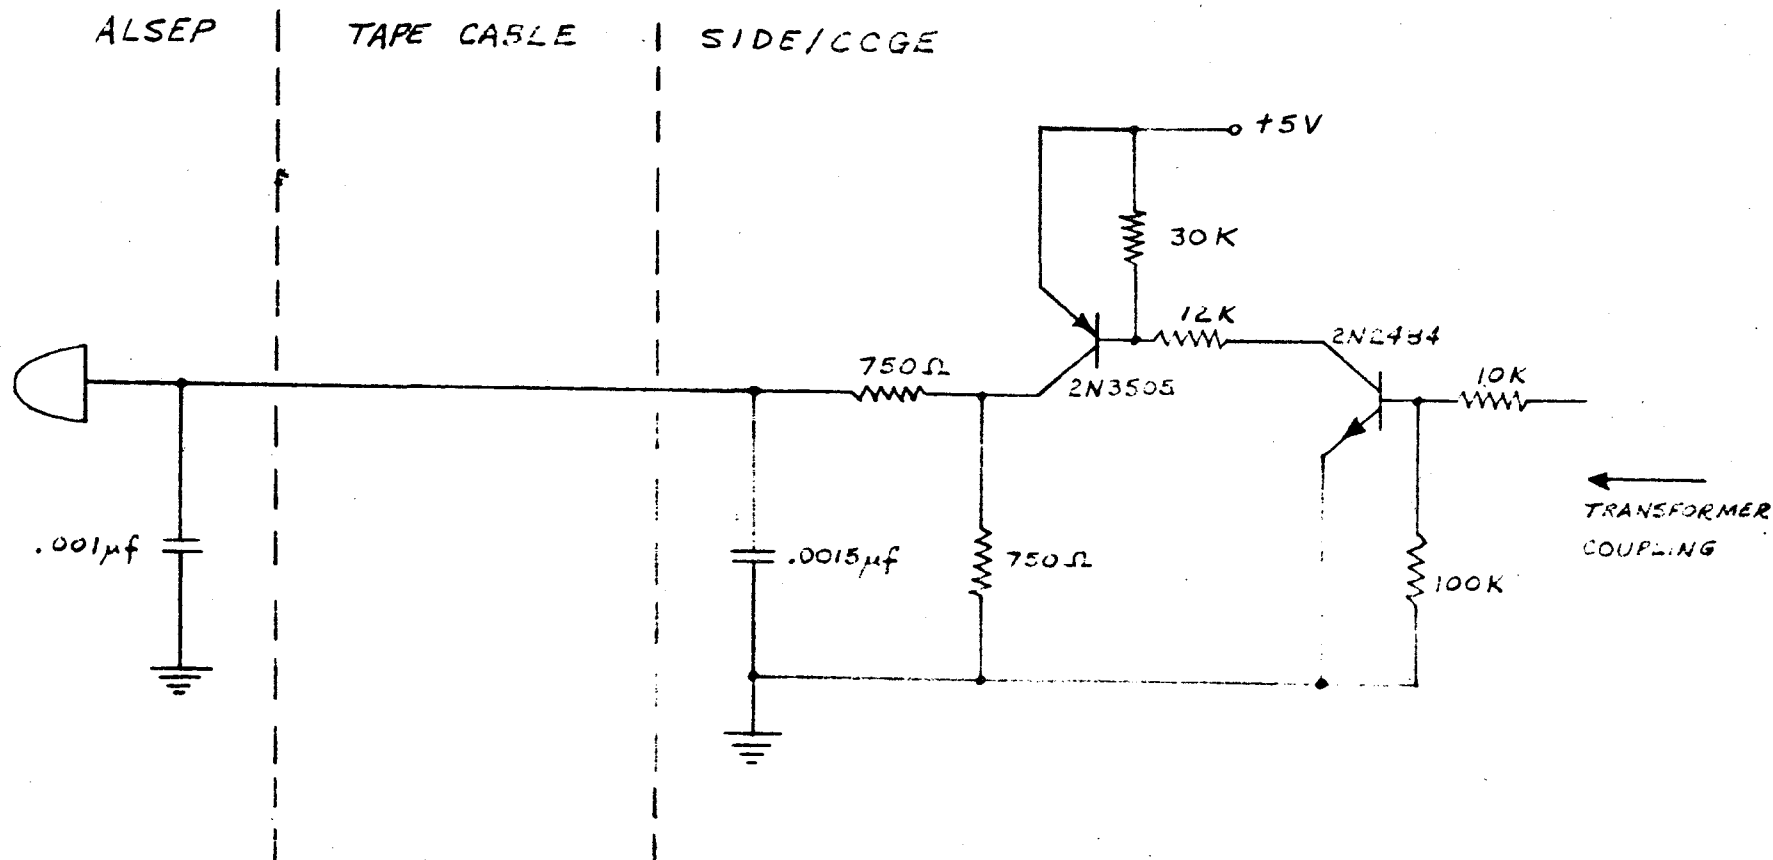 ALSEP
TAPE CABLE
SIDE/CCGE
+5V
30K
12K
2N2484
750Ω
2N3505
10K
.001µf
.0015µf
750Ω
100K
TRANSFORMER
COUPLING